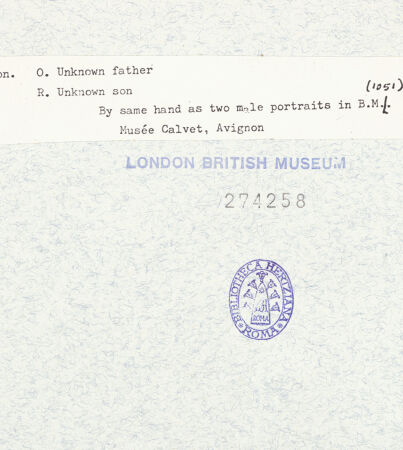 on. O. Unknown father
R. Unknown son
(1051)
By same hand as two male portraits in B.M.
Musée Calvet, Avignon
LONDON BRITISH MUSEUM
274258
BIBLIOTHECA HERTZIANA
ROMA
ROMA